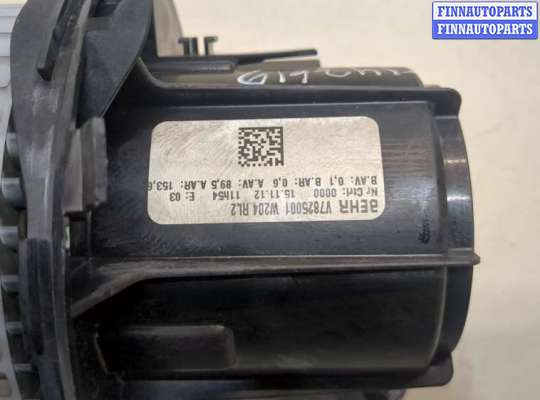 FINNAUTOPARTS
FINNAUTOPARTS
BEHR V7825001 W204 RL2
Nr Ctrl: 0000 15.11.12 11h54 E: 03
B.AV: 0,1 B.AR: 0,6 A.AV: 89,5 A.AR: 153,6